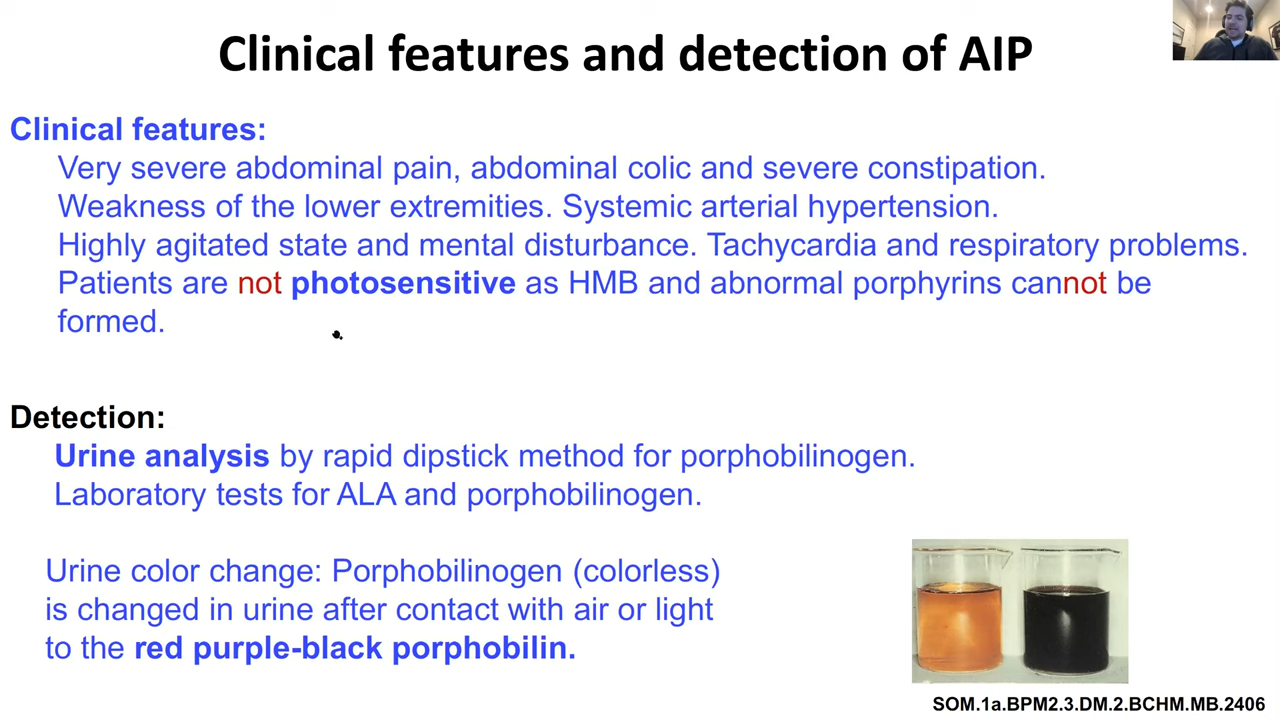 Clinical features and detection of AIP
Clinical features:
Very severe abdominal pain, abdominal colic and severe constipation.
Weakness of the lower extremities. Systemic arterial hypertension.
Highly agitated state and mental disturbance. Tachycardia and respiratory problems.
Patients are not photosensitive as HMB and abnormal porphyrins cannot be
formed.
Detection:
Urine analysis by rapid dipstick method for porphobilinogen.
Laboratory tests for ALA and porphobilinogen.
Urine color change: Porphobilinogen (colorless)
is changed in urine after contact with air or light
to the red purple-black porphobilin.
SOM.1a.BPM2.3.DM.2.BCHM.MB.2406